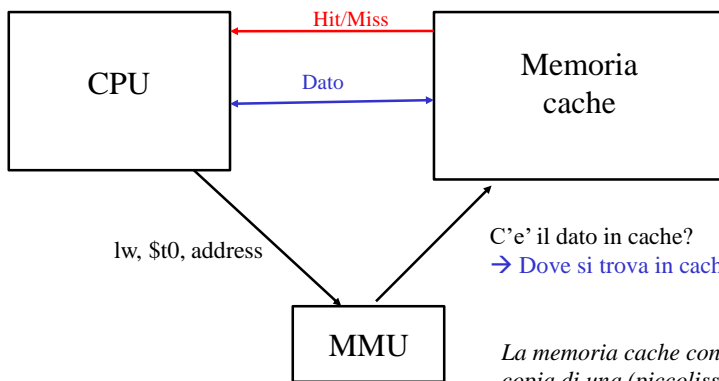 Hit/Miss
CPU
Dato
Memoria
cache
lw, $t0, address
C'e' il dato in cache?
→ Dove si trova in cach
MMU
La memoria cache con
copia di una (piccoliss